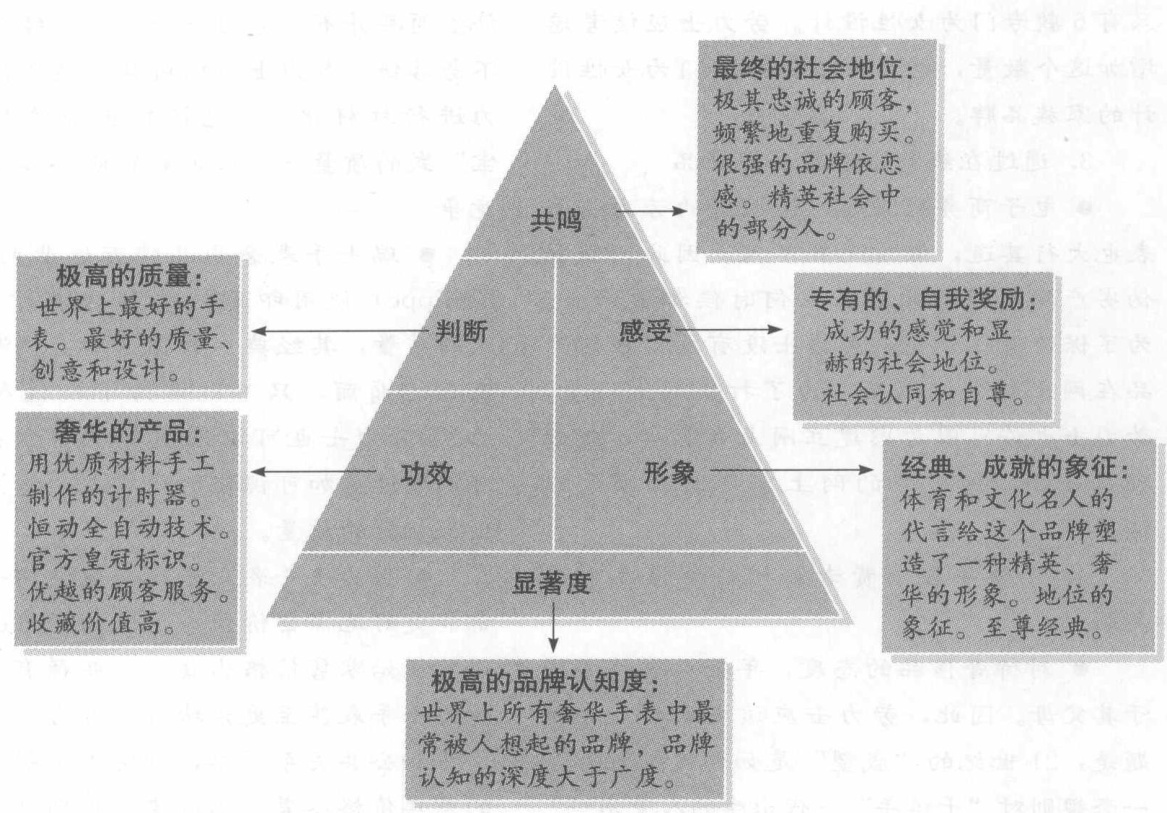 最终的社会地位：
极其忠诚的顾客，
频繁地重复购买。
很强的品牌依恋
感。精英社会中
的部分人。
共鸣
极高的质量：
世界上最好的手
表。最好的质量、
创意和设计。
判断
感受
专有的、自我奖励：
成功的感觉和显
赫的社会地位。
社会认同和自尊。
奢华的产品：
用优质材料手工
制作的计时器。
恒动全自动技术。
官方皇冠标识。
优越的顾客服务。
收藏价值高。
功效
形象
经典、成就的象征：
体育和文化名人的
代言给这个品牌塑
造了一种精英、奢
华的形象。地位的
象征。至尊经典。
显著度
极高的品牌认知度：
世界上所有奢华手表中最
常被人想起的品牌，品牌
认知的深度大于广度。